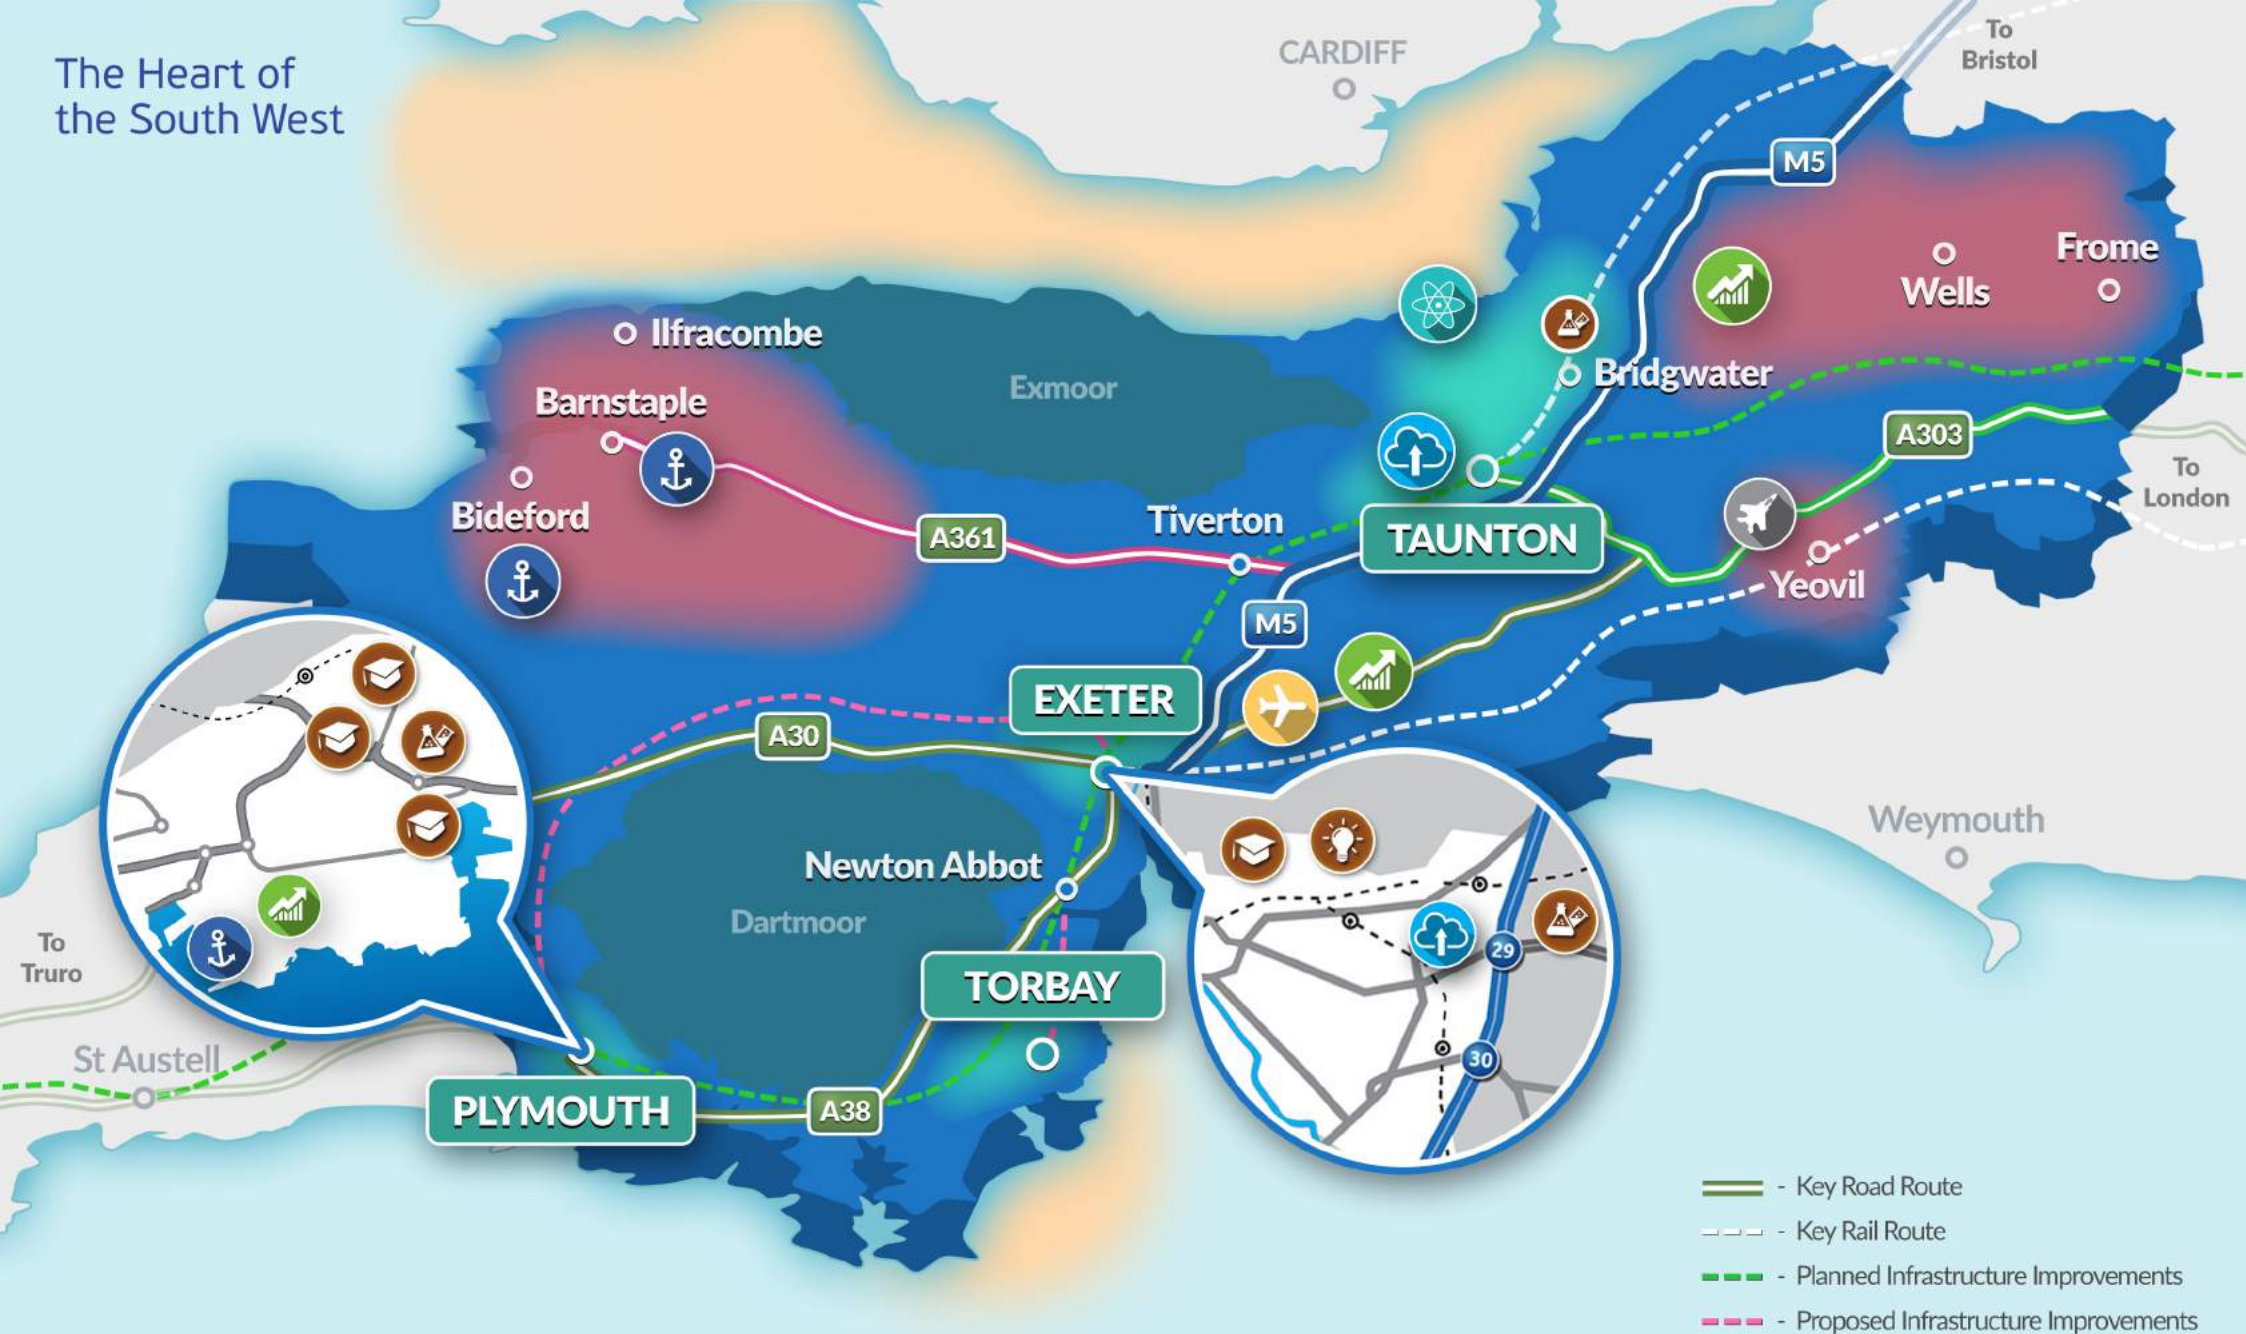 The Heart of
the South West
CARDIFF
To
Bristol
M5
Frome
Wells
Ilfracombe
Exmoor
Barnstaple
Bridgwater
A303
To
London
Bideford
A361
Tiverton
TAUNTON
Yeovil
M5
EXETER
A30
Weymouth
Newton Abbot
Dartmoor
29
To
Truro
TORBAY
30
St Austell
PLYMOUTH
A38
- Key Road Route
- Key Rail Route
- Planned Infrastructure Improvements
- Proposed Infrastructure Improvements